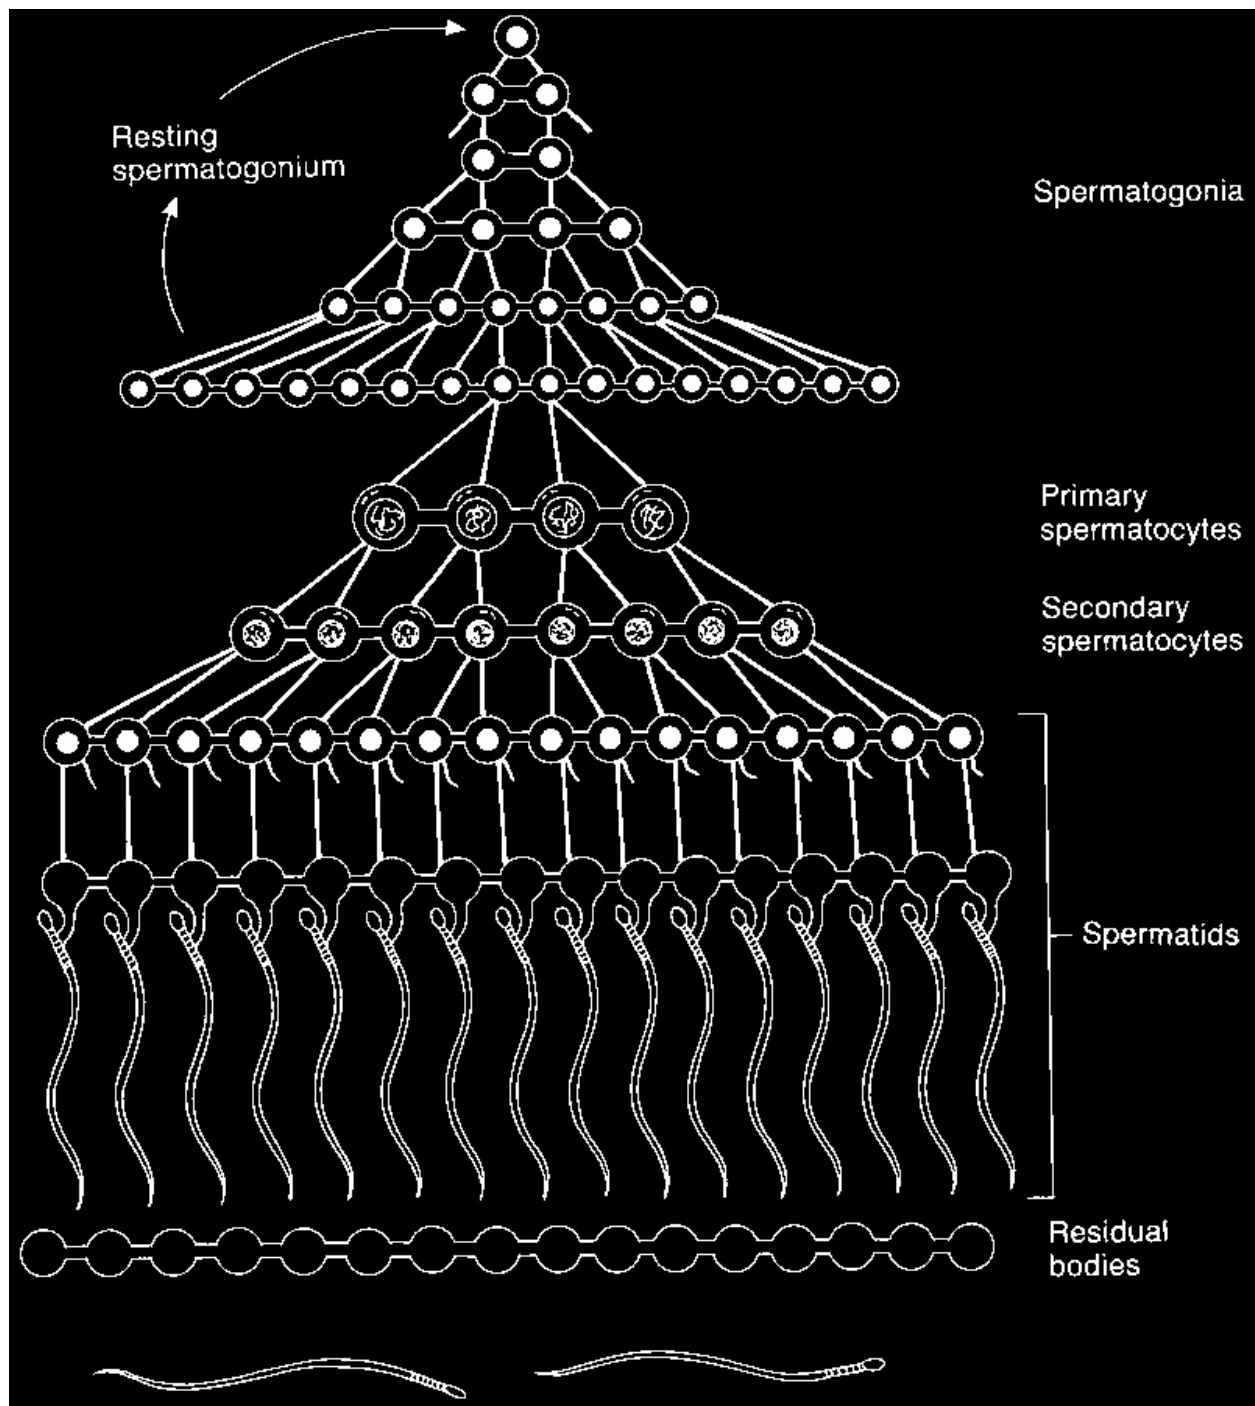 Resting
spermatogonium
Spermatogonia
Primary
spermatocytes
Secondary
spermatocytes
Spermatids
Residual
bodies